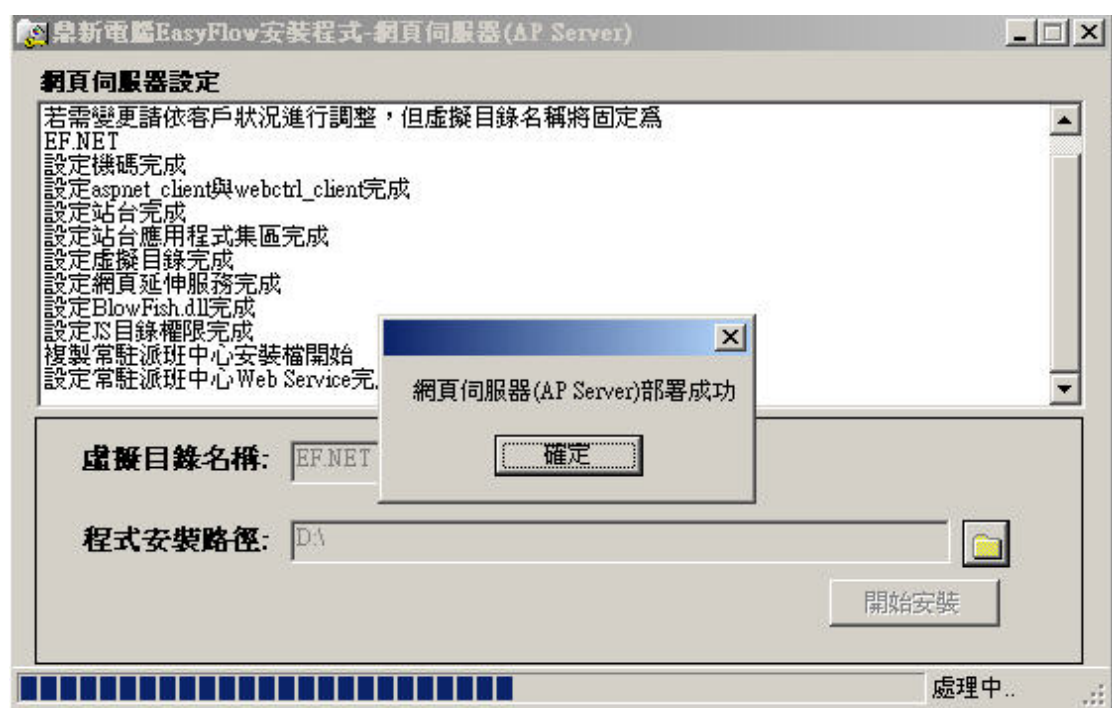 鼎新電腦EasyFlow安裝程式-網頁伺服器(AP Server)
網頁伺服器設定
若需變更請依客戶狀況進行調整，但虛擬目錄名稱將固定為
EF.NET
設定機碼完成
設定aspnet_client與webctrl_client完成
設定站台完成
設定站台應用程式集區完成
設定虛擬目錄完成
設定網頁延伸服務完成
設定BlowFish.dll完成
設定JS目錄權限完成
複製常駐派班中心安裝檔開始
設定常駐派班中心Web Service完
網頁伺服器(AP Server)部署成功
確定
虛擬目錄名稱: EF.NET
程式安裝路徑: D:\
開始安裝
處理中..